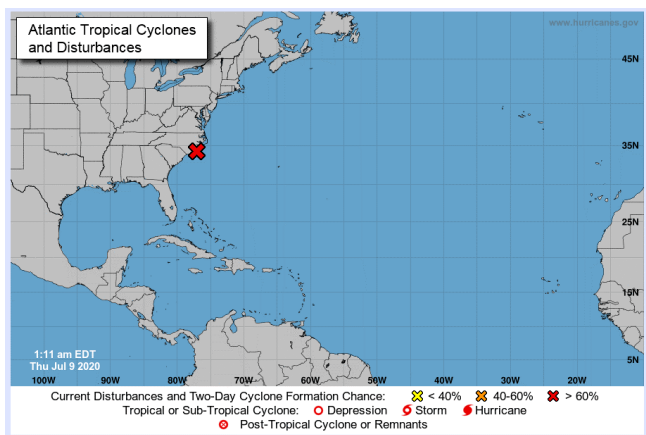 Atlantic Tropical Cyclones
and Disturbances
www.hurricanes.gov
45N
35N
25N
15N
5N
1:11 am EDT
Thu Jul 9 2020
100W 90W 80W 70W 60W 50W 40W 30W 20W
Current Disturbances and Two-Day Cyclone Formation Chance: < 40% 40-60% > 60%
Tropical or Sub-Tropical Cyclone: Depression Storm Hurricane
Post-Tropical Cyclone or Remnants